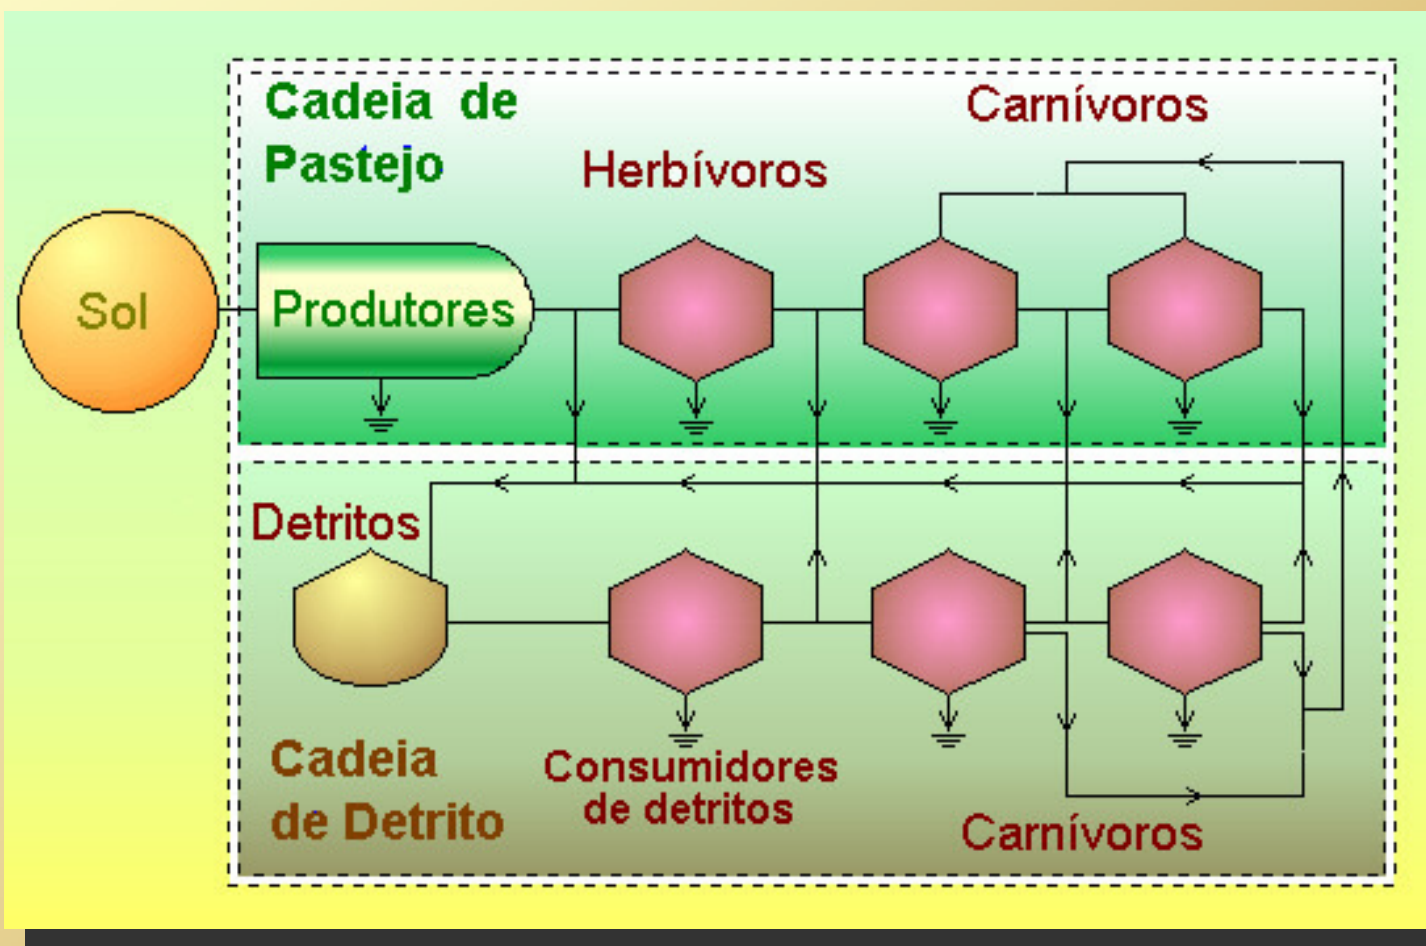 Cadeia de
Pastejo
Carnívoros
Herbívoros
Sol
Produtores
Detritos
Cadeia
de Detrito
Consumidores
de detritos
Carnívoros